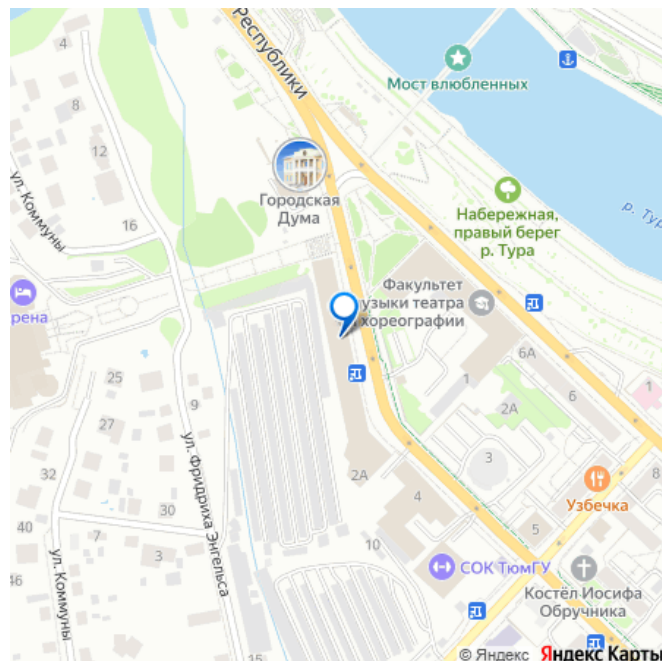 4
Республики
Мост влюбленных
8
12
Городская
Дума
ул. Коммуны
16
Набережная,
правый берег
р. Тура
р. Тур
Факультет
узыки театра
хореографии
рена
6А
6
1
1
2А
25
9
27
3
8
32
2А
4
30
Узбечка
ул. Фридриха Энгельса
40
7
3
10
5
СОК ТюмГУ
46
ул. Коммуны
Костёл Иосифа
Обручника
15
© Яндекс Яндекс Карты